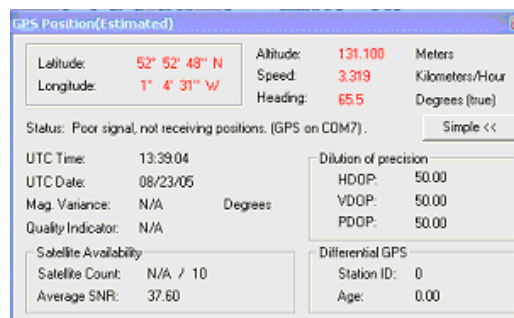 GPS Position(Estimated)
Latitude: 52° 52' 48" N
Longitude: 1° 4' 31" W
Altitude: 131.100 Meters
Speed: 3.319 Kilometers/Hour
Heading: 65.5 Degrees (true)
Status: Poor signal, not receiving positions. (GPS on COM7).
Simple <<
UTC Time: 13:39.04
UTC Date: 08/23/05
Mag. Variance: N/A Degrees
Quality Indicator: N/A
Dilution of precision
HDOP: 50.00
VDOP: 50.00
PDOP: 50.00
Satellite Availability
Satellite Count: N/A / 10
Average SNR: 37.60
Differential GPS
Station ID: 0
Age: 0.00